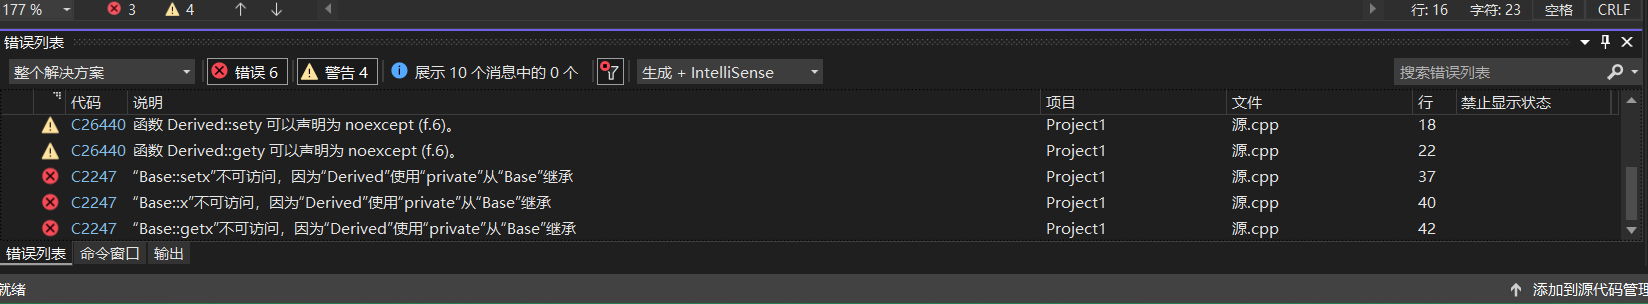 177 % 3 4 行: 16 字符: 23 空格 CRLF
错误列表
整个解决方案 错误 6 警告 4 展示 10 个消息中的 0 个 生成 + IntelliSense 搜索错误列表
代码 说明 项目 文件 行 禁止显示状态
C26440 函数 Derived::sety 可以声明为 noexcept (f.6)。 Project1 源.cpp 18
C26440 函数 Derived::gety 可以声明为 noexcept (f.6)。 Project1 源.cpp 22
C2247 “Base::setx”不可访问，因为“Derived”使用“private”从“Base”继承 Project1 源.cpp 37
C2247 “Base::x”不可访问，因为“Derived”使用“private”从“Base”继承 Project1 源.cpp 40
C2247 “Base::getx”不可访问，因为“Derived”使用“private”从“Base”继承 Project1 源.cpp 42
错误列表 命令窗口 输出
就绪 添加到源代码管理